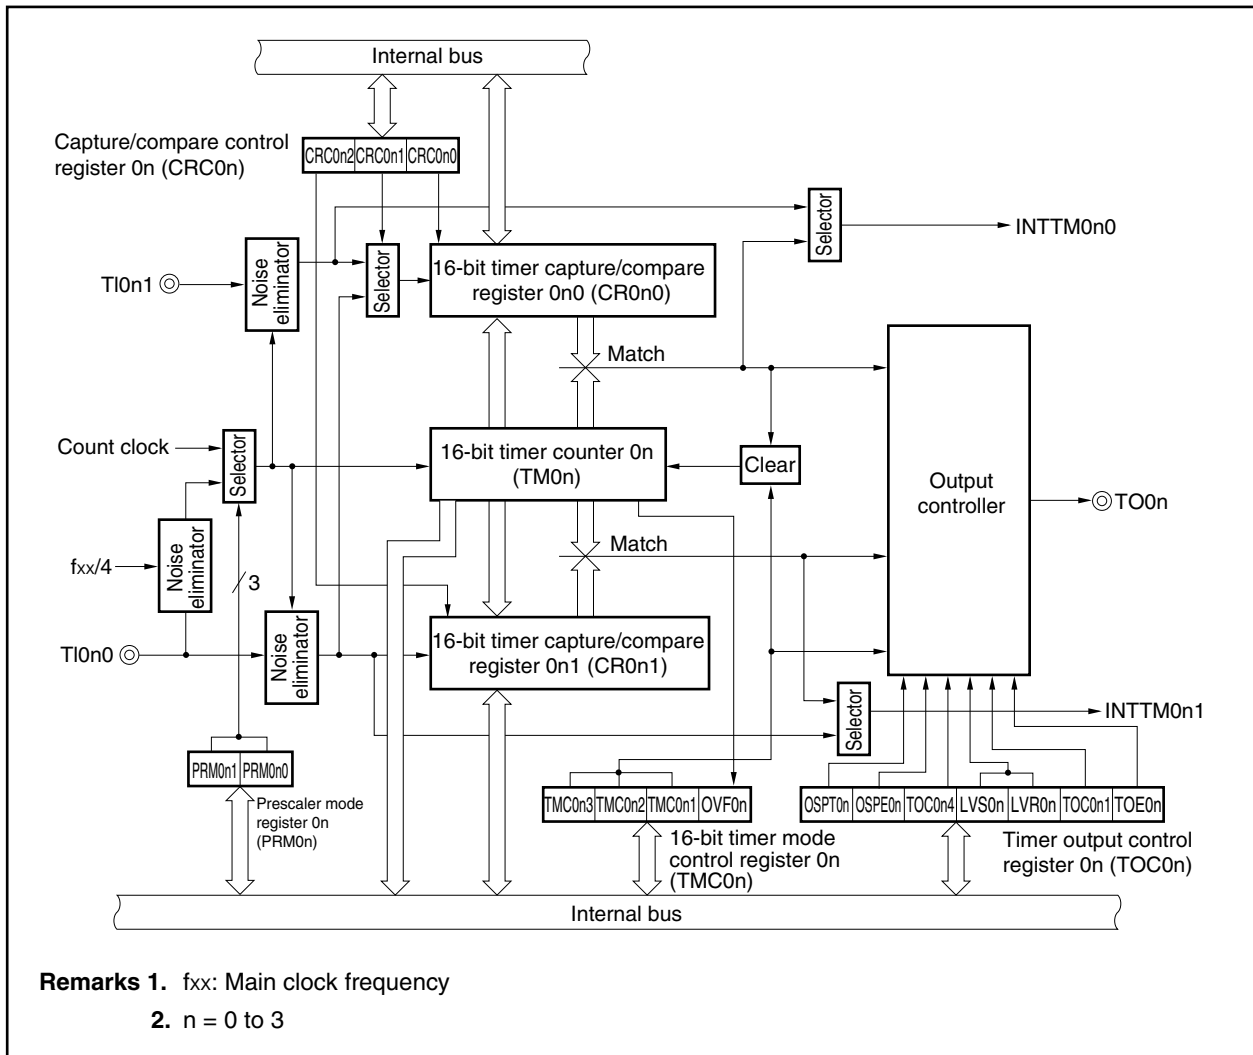 Internal bus
Capture/compare control
register 0n (CRC0n)
CRC0n2 CRC0n1 CRC0n0
Selector
INTTM0n0
TI0n1
Noise
eliminator
Selector
16-bit timer capture/compare
register 0n0 (CR0n0)
Match
Count clock
Selector
16-bit timer counter 0n
(TM0n)
Clear
Output
controller
TO0n
fxx/4
Noise
eliminator
3
Match
TI0n0
Noise
eliminator
16-bit timer capture/compare
register 0n1 (CR0n1)
Selector
INTTM0n1
PRM0n1 PRM0n0
Prescaler mode
register 0n
(PRM0n)
TMC0n3 TMC0n2 TMC0n1 OVF0n
16-bit timer mode
control register 0n
(TMC0n)
OSPT0n OSPE0n TOC0n4 LVS0n LVR0n TOC0n1 TOE0n
Timer output control
register 0n (TOC0n)
Internal bus
Remarks 1. fxx: Main clock frequency
2. n = 0 to 3